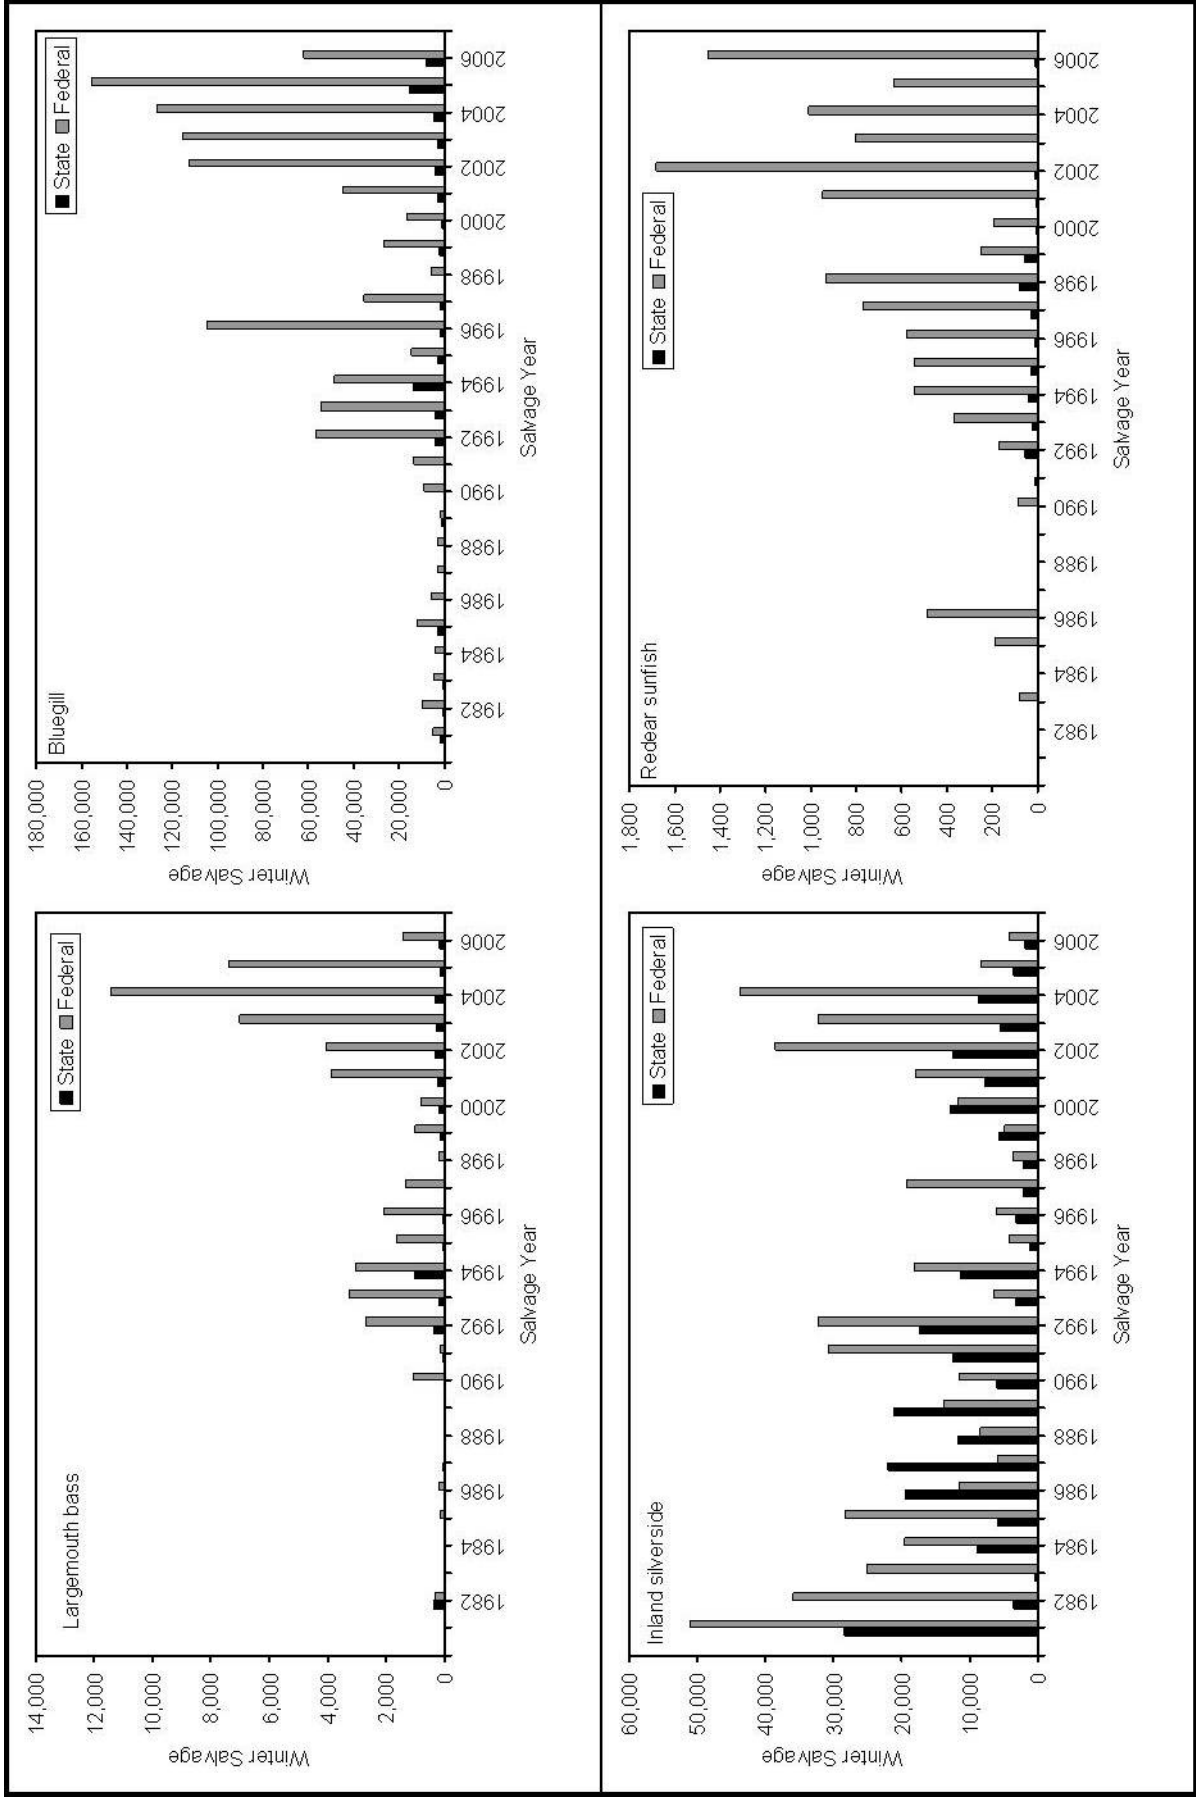 Largemouth bass
State Federal
14,000
12,000
10,000
8,000
6,000
4,000
2,000
0
Winter Salvage
1982 1984 1986 1988 1990 1992 1994 1996 1998 2000 2002 2004 2006
Salvage Year
Bluegill
State Federal
180,000
160,000
140,000
120,000
100,000
80,000
60,000
40,000
20,000
0
Winter Salvage
1982 1984 1986 1988 1990 1992 1994 1996 1998 2000 2002 2004 2006
Salvage Year
Inland silverside
State Federal
60,000
50,000
40,000
30,000
20,000
10,000
0
Winter Salvage
1982 1984 1986 1988 1990 1992 1994 1996 1998 2000 2002 2004 2006
Salvage Year
Redear sunfish
State Federal
1,800
1,600
1,400
1,200
1,000
800
600
400
200
0
Winter Salvage
1982 1984 1986 1988 1990 1992 1994 1996 1998 2000 2002 2004 2006
Salvage Year